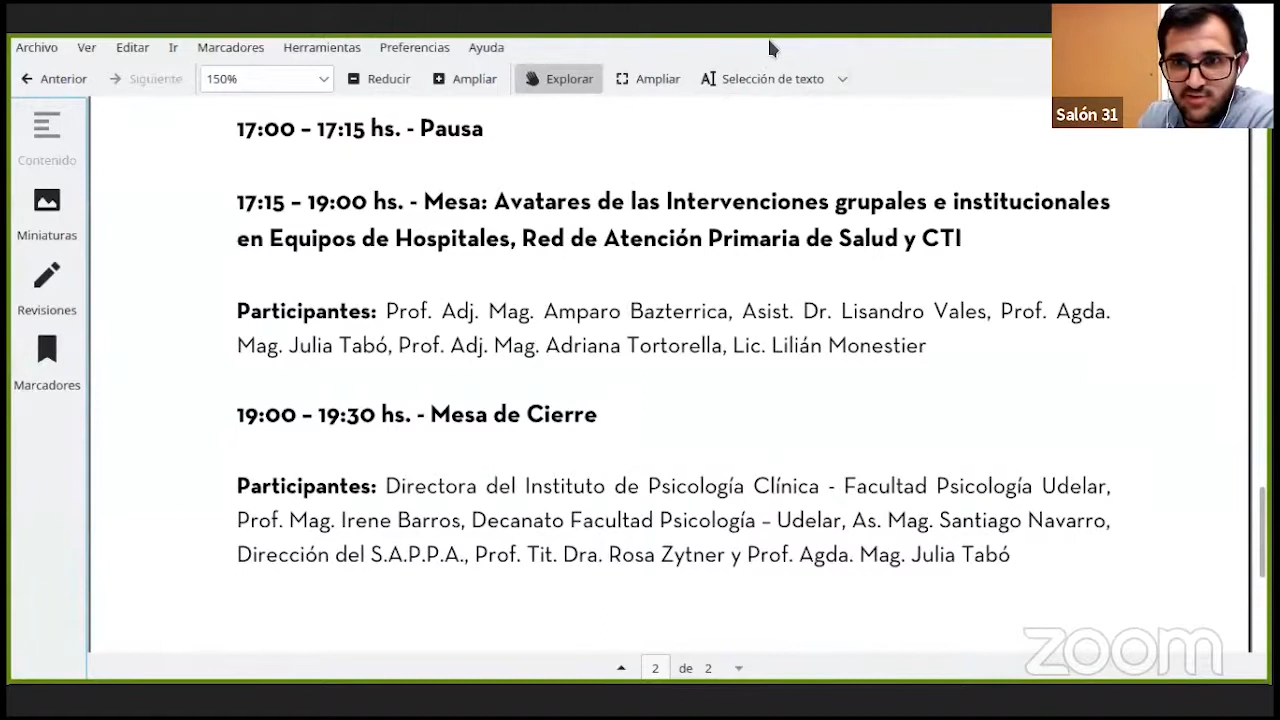 Archivo Ver Editar Ir Marcadores Herramientas Preferencias Ayuda
Anterior Siguiente 150% Reducir Ampliar Explorar Ampliar Selección de texto
Salón 31
Contenido
Miniaturas
Revisiones
Marcadores
17:00 – 17:15 hs. - Pausa
17:15 – 19:00 hs. - Mesa: Avatares de las Intervenciones grupales e institucionales
en Equipos de Hospitales, Red de Atención Primaria de Salud y CTI
Participantes: Prof. Adj. Mag. Amparo Bazterrica, Asist. Dr. Lisandro Vales, Prof. Agda.
Mag. Julia Tabó, Prof. Adj. Mag. Adriana Tortorella, Lic. Lilián Monestier
19:00 – 19:30 hs. - Mesa de Cierre
Participantes: Directora del Instituto de Psicología Clínica - Facultad Psicología Udelar,
Prof. Mag. Irene Barros, Decanato Facultad Psicología – Udelar, As. Mag. Santiago Navarro,
Dirección del S.A.P.P.A., Prof. Tit. Dra. Rosa Zytner y Prof. Agda. Mag. Julia Tabó
2 de 2
zoom